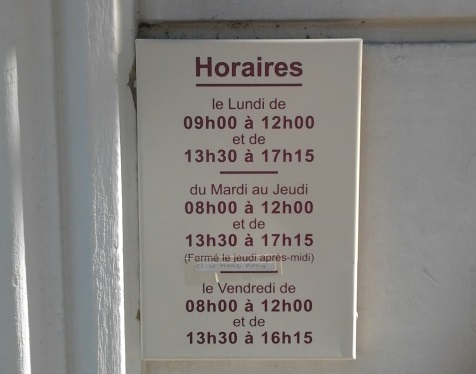 Horaires
le Lundi de
09h00 à 12h00
et de
13h30 à 17h15
du Mardi au Jeudi
08h00 à 12h00
et de
13h30 à 17h15
(Fermé le jeudi après-midi)
le Vendredi de
08h00 à 12h00
et de
13h30 à 16h15